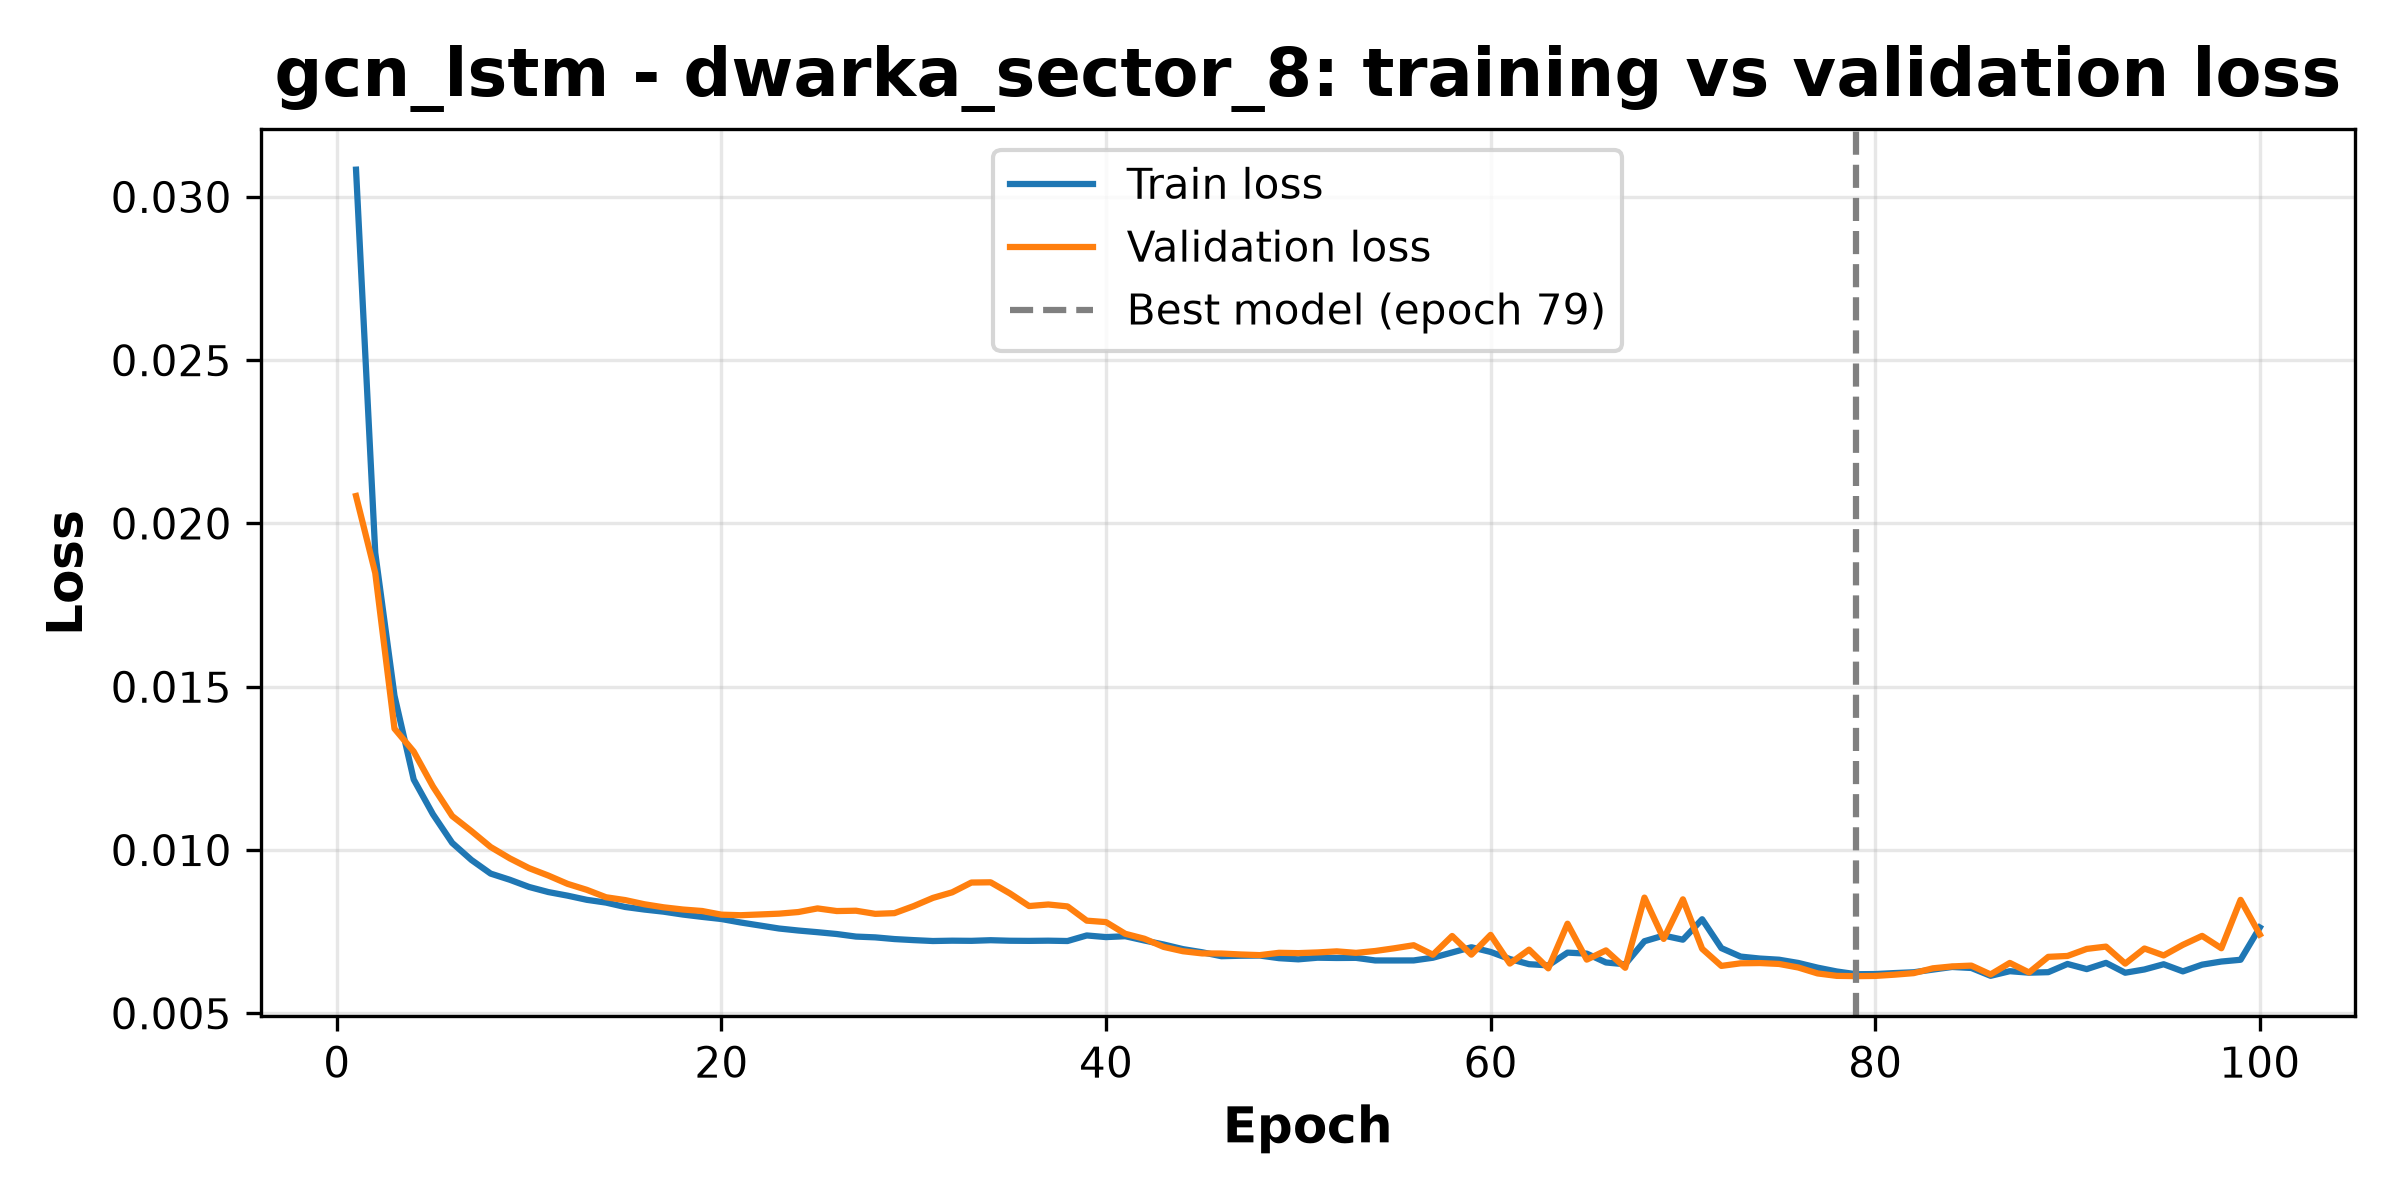 gcn_lstm - dwarka_sector_8: training vs validation loss
Train loss
Validation loss
Best model (epoch 79)
Loss
0.030
0.025
0.020
0.015
0.010
0.005
0 20 40 60 80 100
Epoch